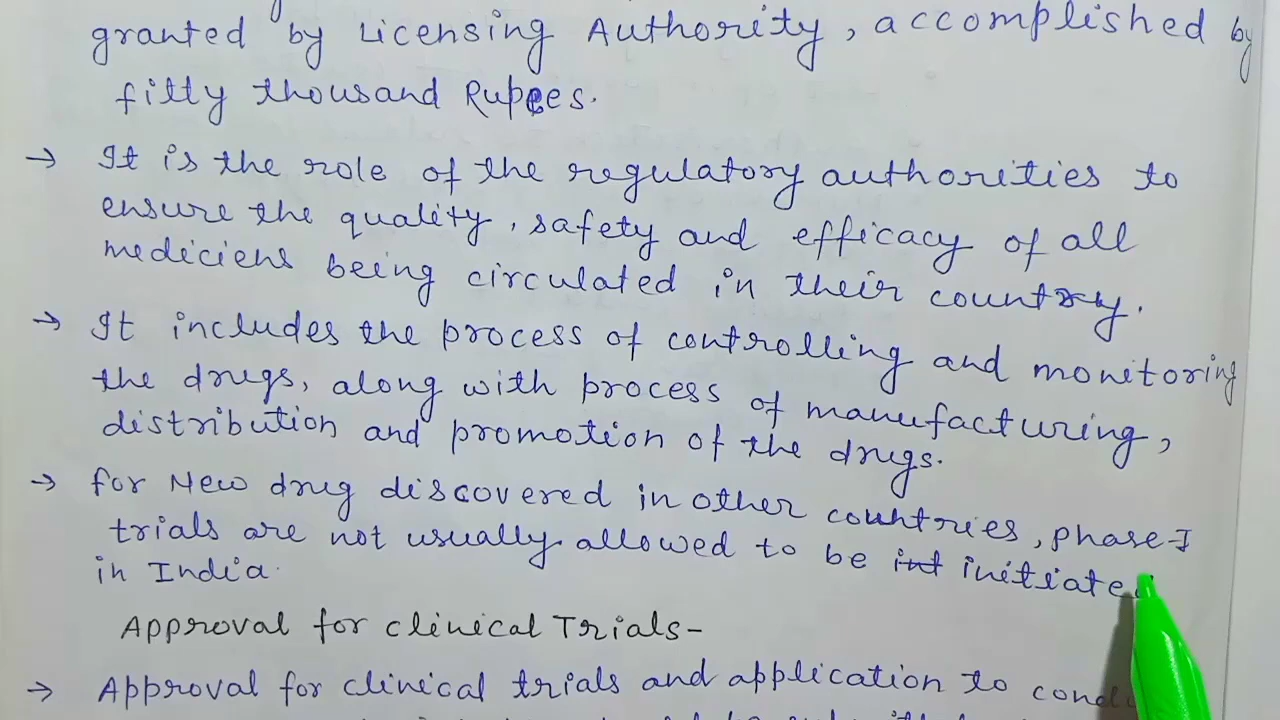 granted by Licensing Authority, accomplished by
fifty thousand Rupees.
→ It is the role of the regulatory authorities to
ensure the quality, safety and efficacy of all
mediciens being circulated in their country.
→ It includes the process of controlling and monitoring
the drugs, along with process of manufacturing,
distribution and promotion of the drugs.
→ for New drug discovered in other countries, phase-I
trials are not usually allowed to be int initiated
in India.
Approval for clinical Trials-
→ Approval for clinical trials and application to